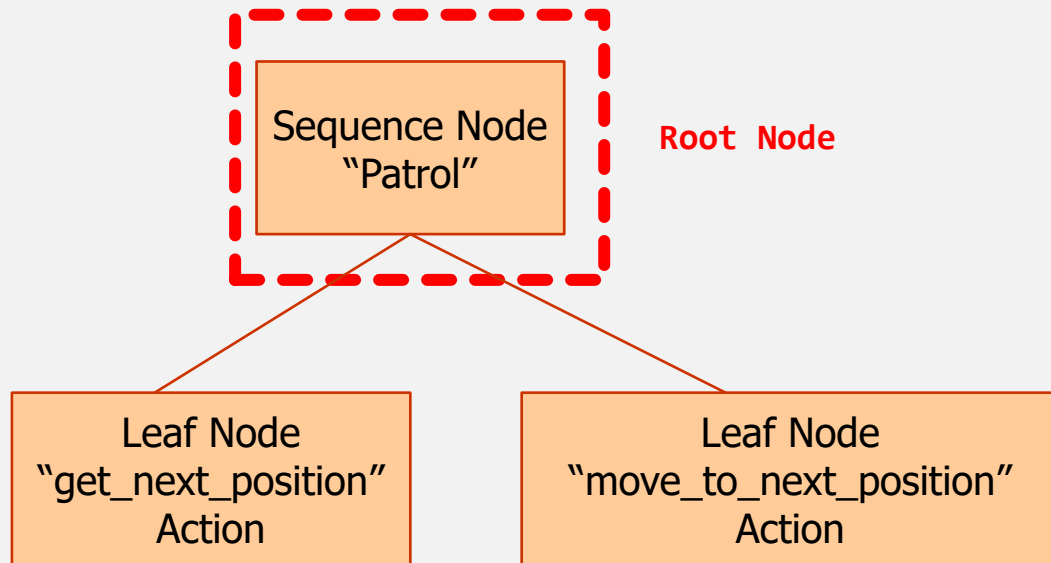 Sequence Node
“Patrol”
Root Node
Leaf Node
“get_next_position”
Action
Leaf Node
“move_to_next_position”
Action